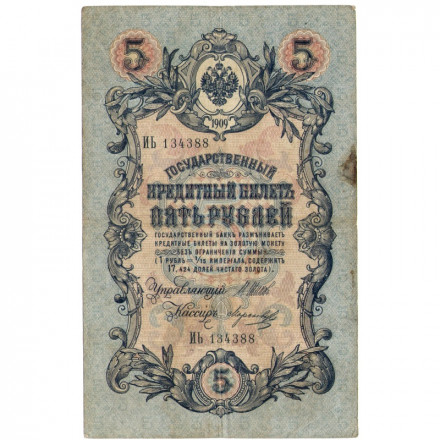 5 5
1909
ИЬ 134388
ГОСУДАРСТВЕННЫЙ
КРЕДИТНЫЙ БИЛЕТЪ
ПЯТЬ РУБЛЕЙ
ГОСУДАРСТВЕННЫЙ БАНКЪ РАЗМѢНИВАЕТЪ
КРЕДИТНЫЕ БИЛЕТЫ НА ЗОЛОТУЮ МОНЕТУ
БЕЗЪ ОГРАНИЧЕНІЯ СУММЫ
(1 РУБЛЬ = 1/15 ИМПЕРІАЛА, СОДЕРЖИТЪ
17,424 ДОЛЕЙ ЧИСТАГО ЗОЛОТА).
Управляющій
Кассиръ
ИЬ 134388
5